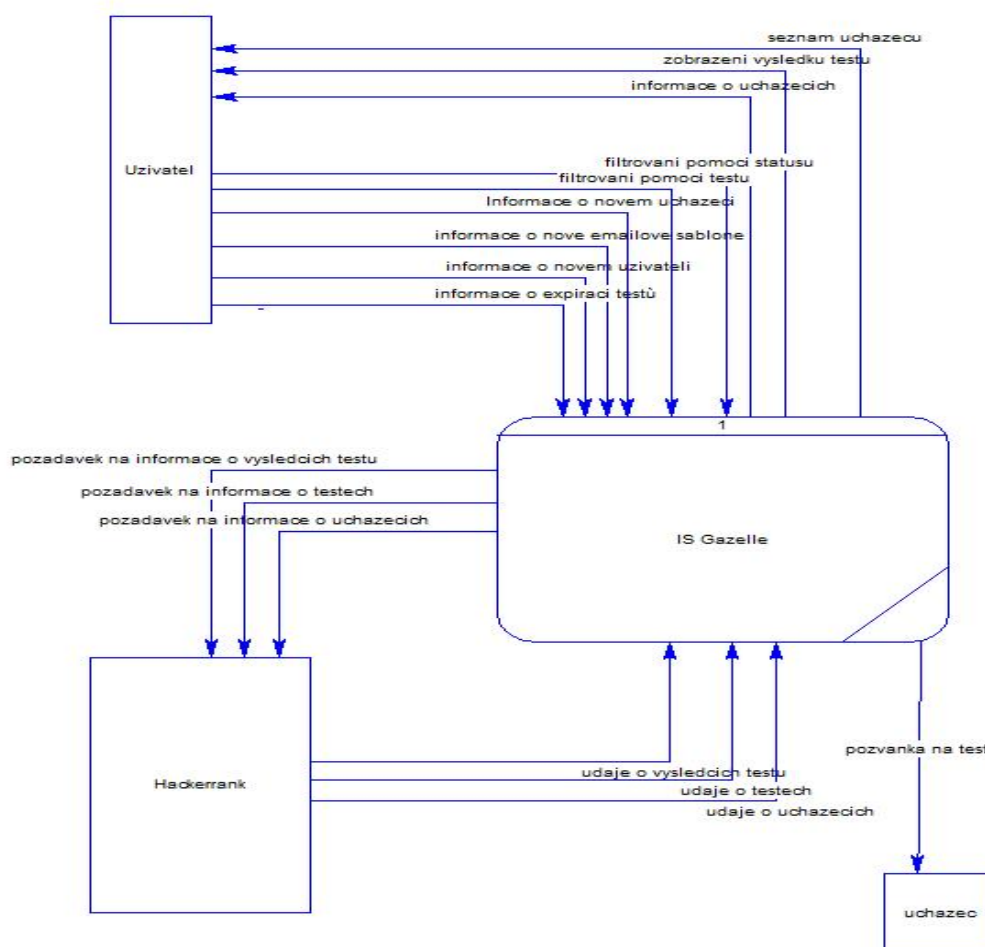 seznam uchazecu
zobrazeni vysledku testu
informace o uchazecich
Uzivatel
filtrovani pomoci statusu
filtrovani pomoci testu
Informace o novem uchazeci
informace o nove emailove sablone
informace o novem uzivateli
informace o expiraci testù
1
pozadavek na informace o vysledcich testu
pozadavek na informace o testech
pozadavek na informace o uchazecich
IS Gazelle
pozvanka na test
Hackerrank
udaje o vysledcich testu
udaje o testech
udaje o uchazecich
uchazec